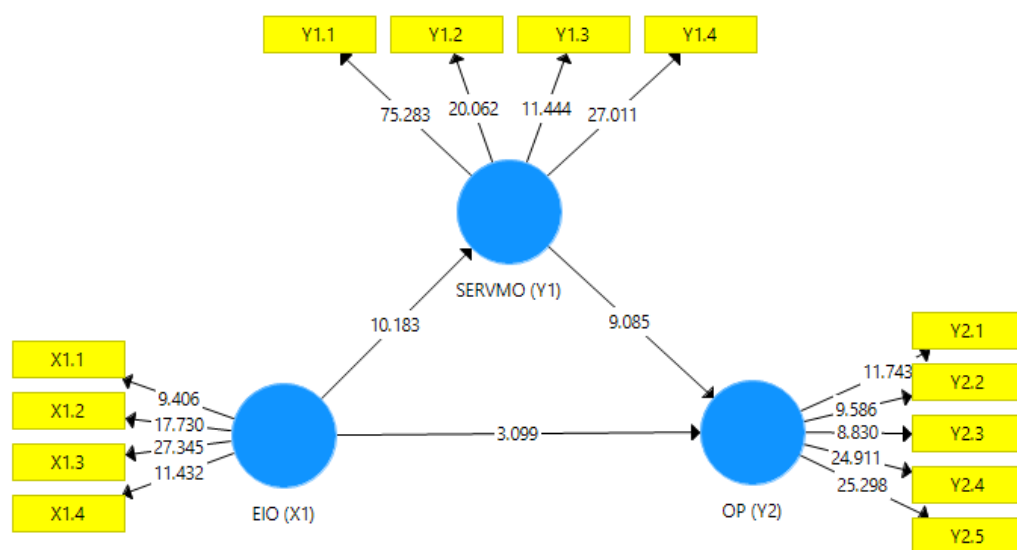 Y1.1
Y1.2
Y1.3
Y1.4
75.283
20.062
11.444
27.011
SERVMO (Y1)
10.183
9.085
X1.1
X1.2
X1.3
X1.4
9.406
17.730
27.345
11.432
EIO (X1)
3.099
OP (Y2)
11.743
9.586
8.830
24.911
25.298
Y2.1
Y2.2
Y2.3
Y2.4
Y2.5